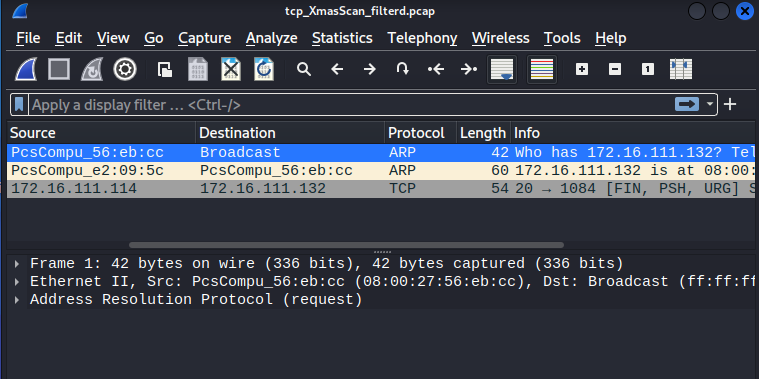 tcp_XmasScan_filterd.pcap
File Edit View Go Capture Analyze Statistics Telephony Wireless Tools Help
Apply a display filter … <Ctrl-/>
Source Destination Protocol Length Info
PcsCompu_56:eb:cc Broadcast ARP 42 Who has 172.16.111.132? Tel
PcsCompu_e2:09:5c PcsCompu_56:eb:cc ARP 60 172.16.111.132 is at 08:00:
172.16.111.114 172.16.111.132 TCP 54 20 → 1084 [FIN, PSH, URG] S
Frame 1: 42 bytes on wire (336 bits), 42 bytes captured (336 bits)
Ethernet II, Src: PcsCompu_56:eb:cc (08:00:27:56:eb:cc), Dst: Broadcast (ff:ff:ff
Address Resolution Protocol (request)